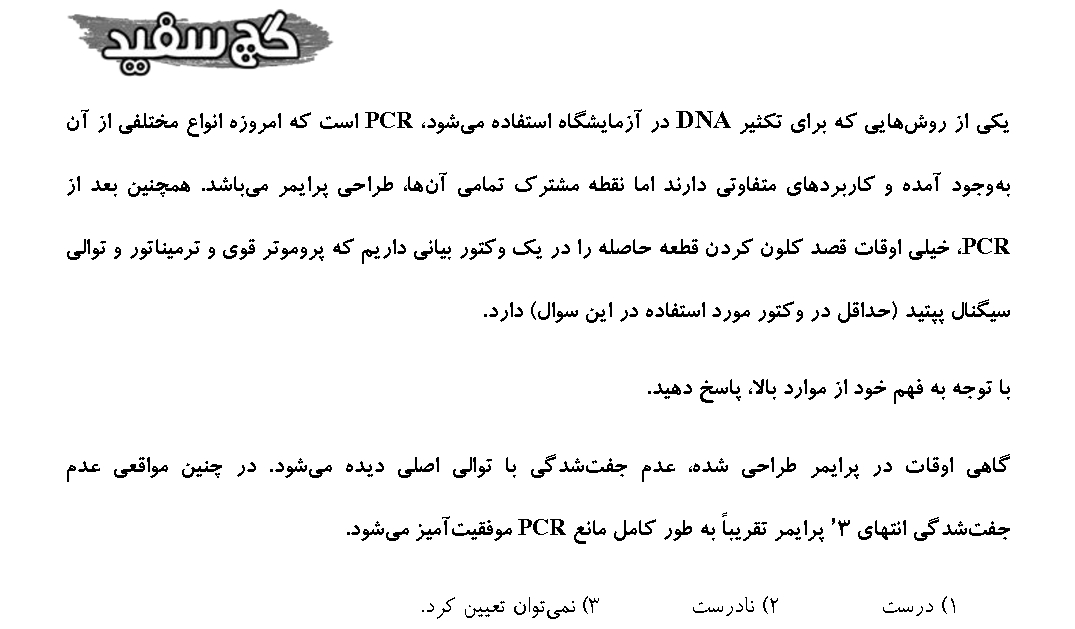 گچ سفید
یکی از روش‌هایی که برای تکثیر DNA در آزمایشگاه استفاده می‌شود، PCR است که امروزه انواع مختلفی از آن
به‌وجود آمده و کاربردهای متفاوتی دارند اما نقطه مشترک تمامی آن‌ها، طراحی پرایمر می‌باشد. همچنین بعد از
PCR، خیلی اوقات قصد کلون کردن قطعه حاصله را در یک وکتور بیانی داریم که پروموتر قوی و ترمیناتور و توالی
سیگنال پپتید (حداقل در وکتور مورد استفاده در این سوال) دارد.
با توجه به فهم خود از موارد بالا، پاسخ دهید.
گاهی اوقات در پرایمر طراحی شده، عدم جفت‌شدگی با توالی اصلی دیده می‌شود. در چنین مواقعی عدم
جفت‌شدگی انتهای ۳’ پرایمر تقریباً به طور کامل مانع PCR موفقیت‌آمیز می‌شود.
۱) درست ۲) نادرست ۳) نمی‌توان تعیین کرد.